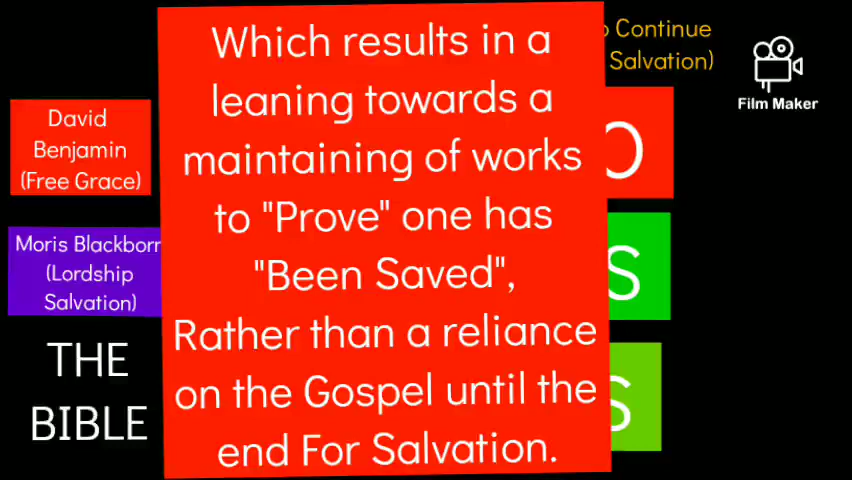 Which results in a
leaning towards a
maintaining of works
to "Prove" one has
"Been Saved",
Rather than a reliance
on the Gospel until the
end For Salvation.
Continue
Salvation)
Film Maker
David
Benjamin
(Free Grace)
O
Moris Blackborn
(Lordship
Salvation)
S
THE
BIBLE
S